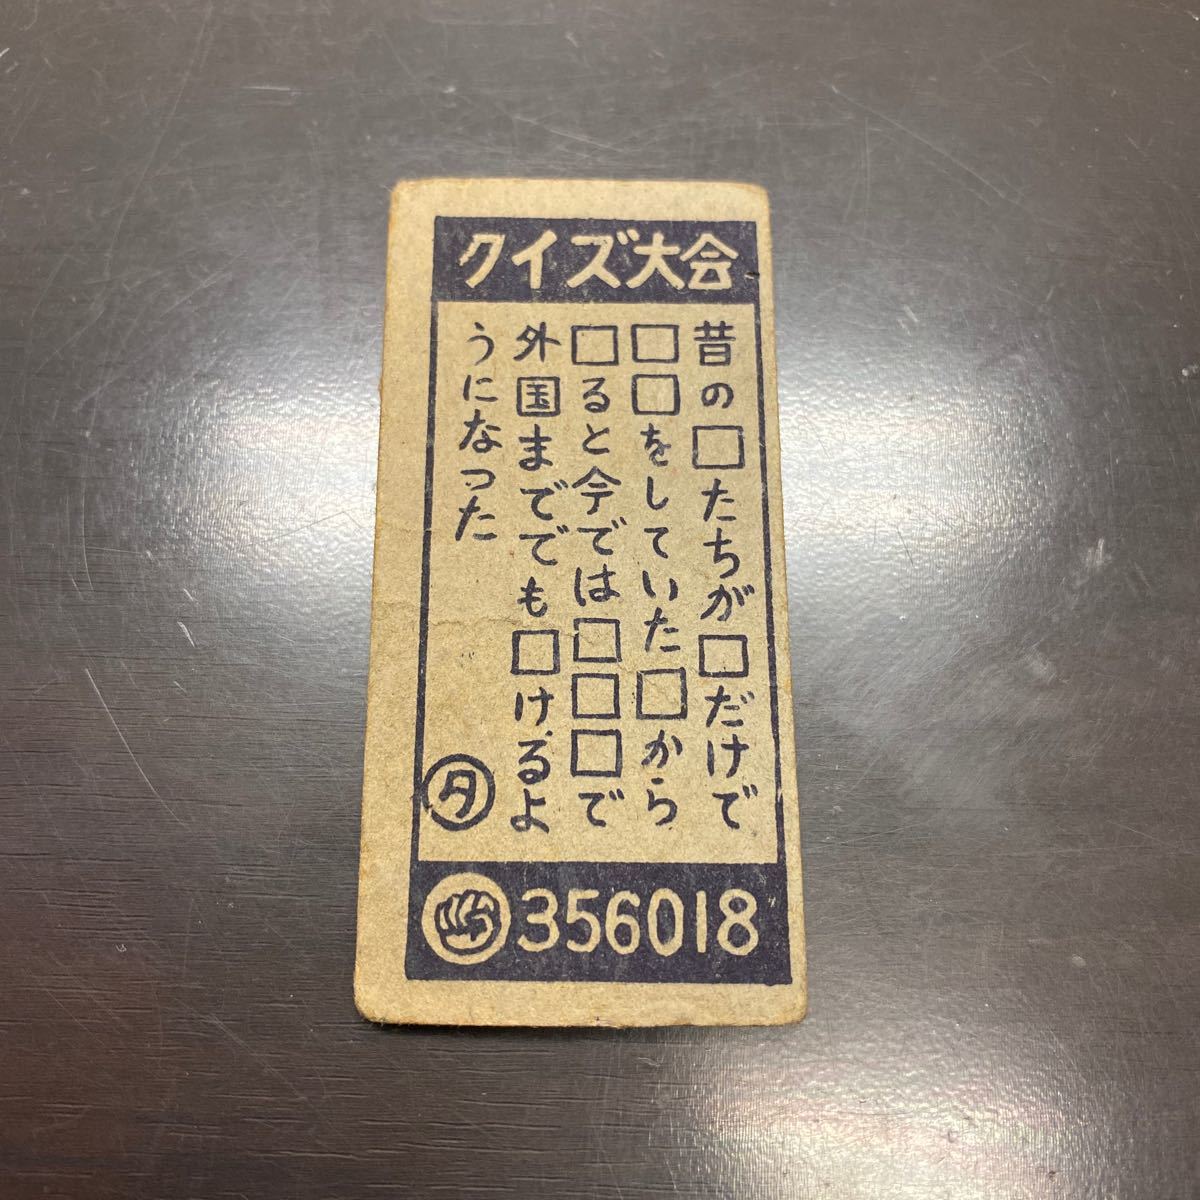 クイズ大会
昔の□たちが□だけで
□□をしていた□から
□ると今では□□□で
外国まででも□けるよ
うになった
タ
356018